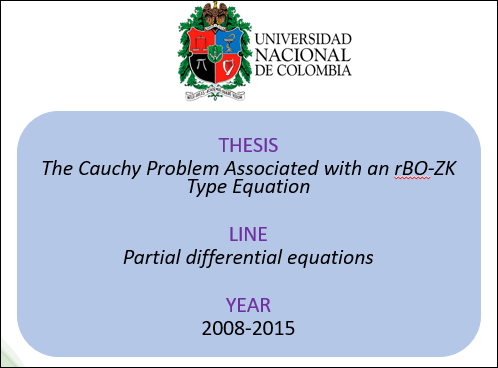 UNIVERSIDAD
NACIONAL
DE COLOMBIA
THESIS
The Cauchy Problem Associated with an rBO-ZK
Type Equation
LINE
Partial differential equations
YEAR
2008-2015